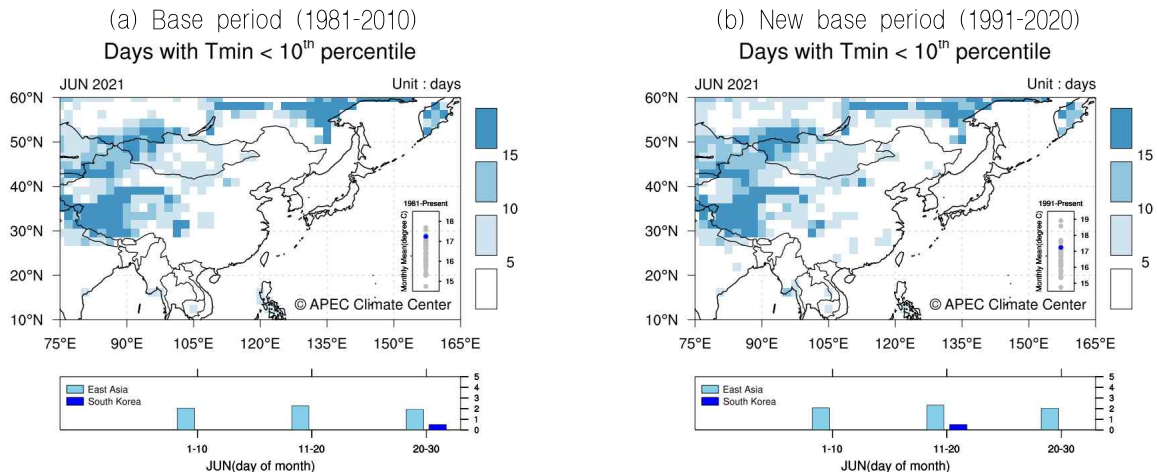 (a) Base period (1981-2010)
Days with Tmin < 10th percentile
JUN 2021 Unit : days
60°N
50°N
40°N
30°N
20°N
10°N
15
10
5
1981-Present
Monthly Mean(degree C)
18
17
16
15
© APEC Climate Center
75°E 90°E 105°E 120°E 135°E 150°E 165°E
East Asia
South Korea
5
4
3
2
1
0
1-10 11-20 20-30
JUN(day of month)
(b) New base period (1991-2020)
Days with Tmin < 10th percentile
JUN 2021 Unit : days
60°N
50°N
40°N
30°N
20°N
10°N
15
10
5
1991-Present
Monthly Mean(degree C)
19
18
17
16
15
© APEC Climate Center
75°E 90°E 105°E 120°E 135°E 150°E 165°E
East Asia
South Korea
5
4
3
2
1
0
1-10 11-20 20-30
JUN(day of month)